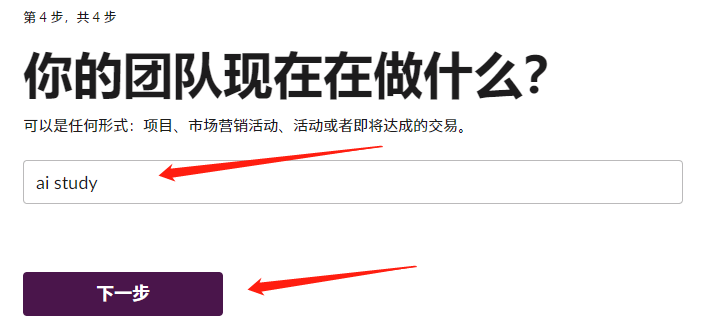 第 4 步，共 4 步
你的团队现在在做什么？
可以是任何形式：项目、市场营销活动、活动或者即将达成的交易。
ai study
下一步